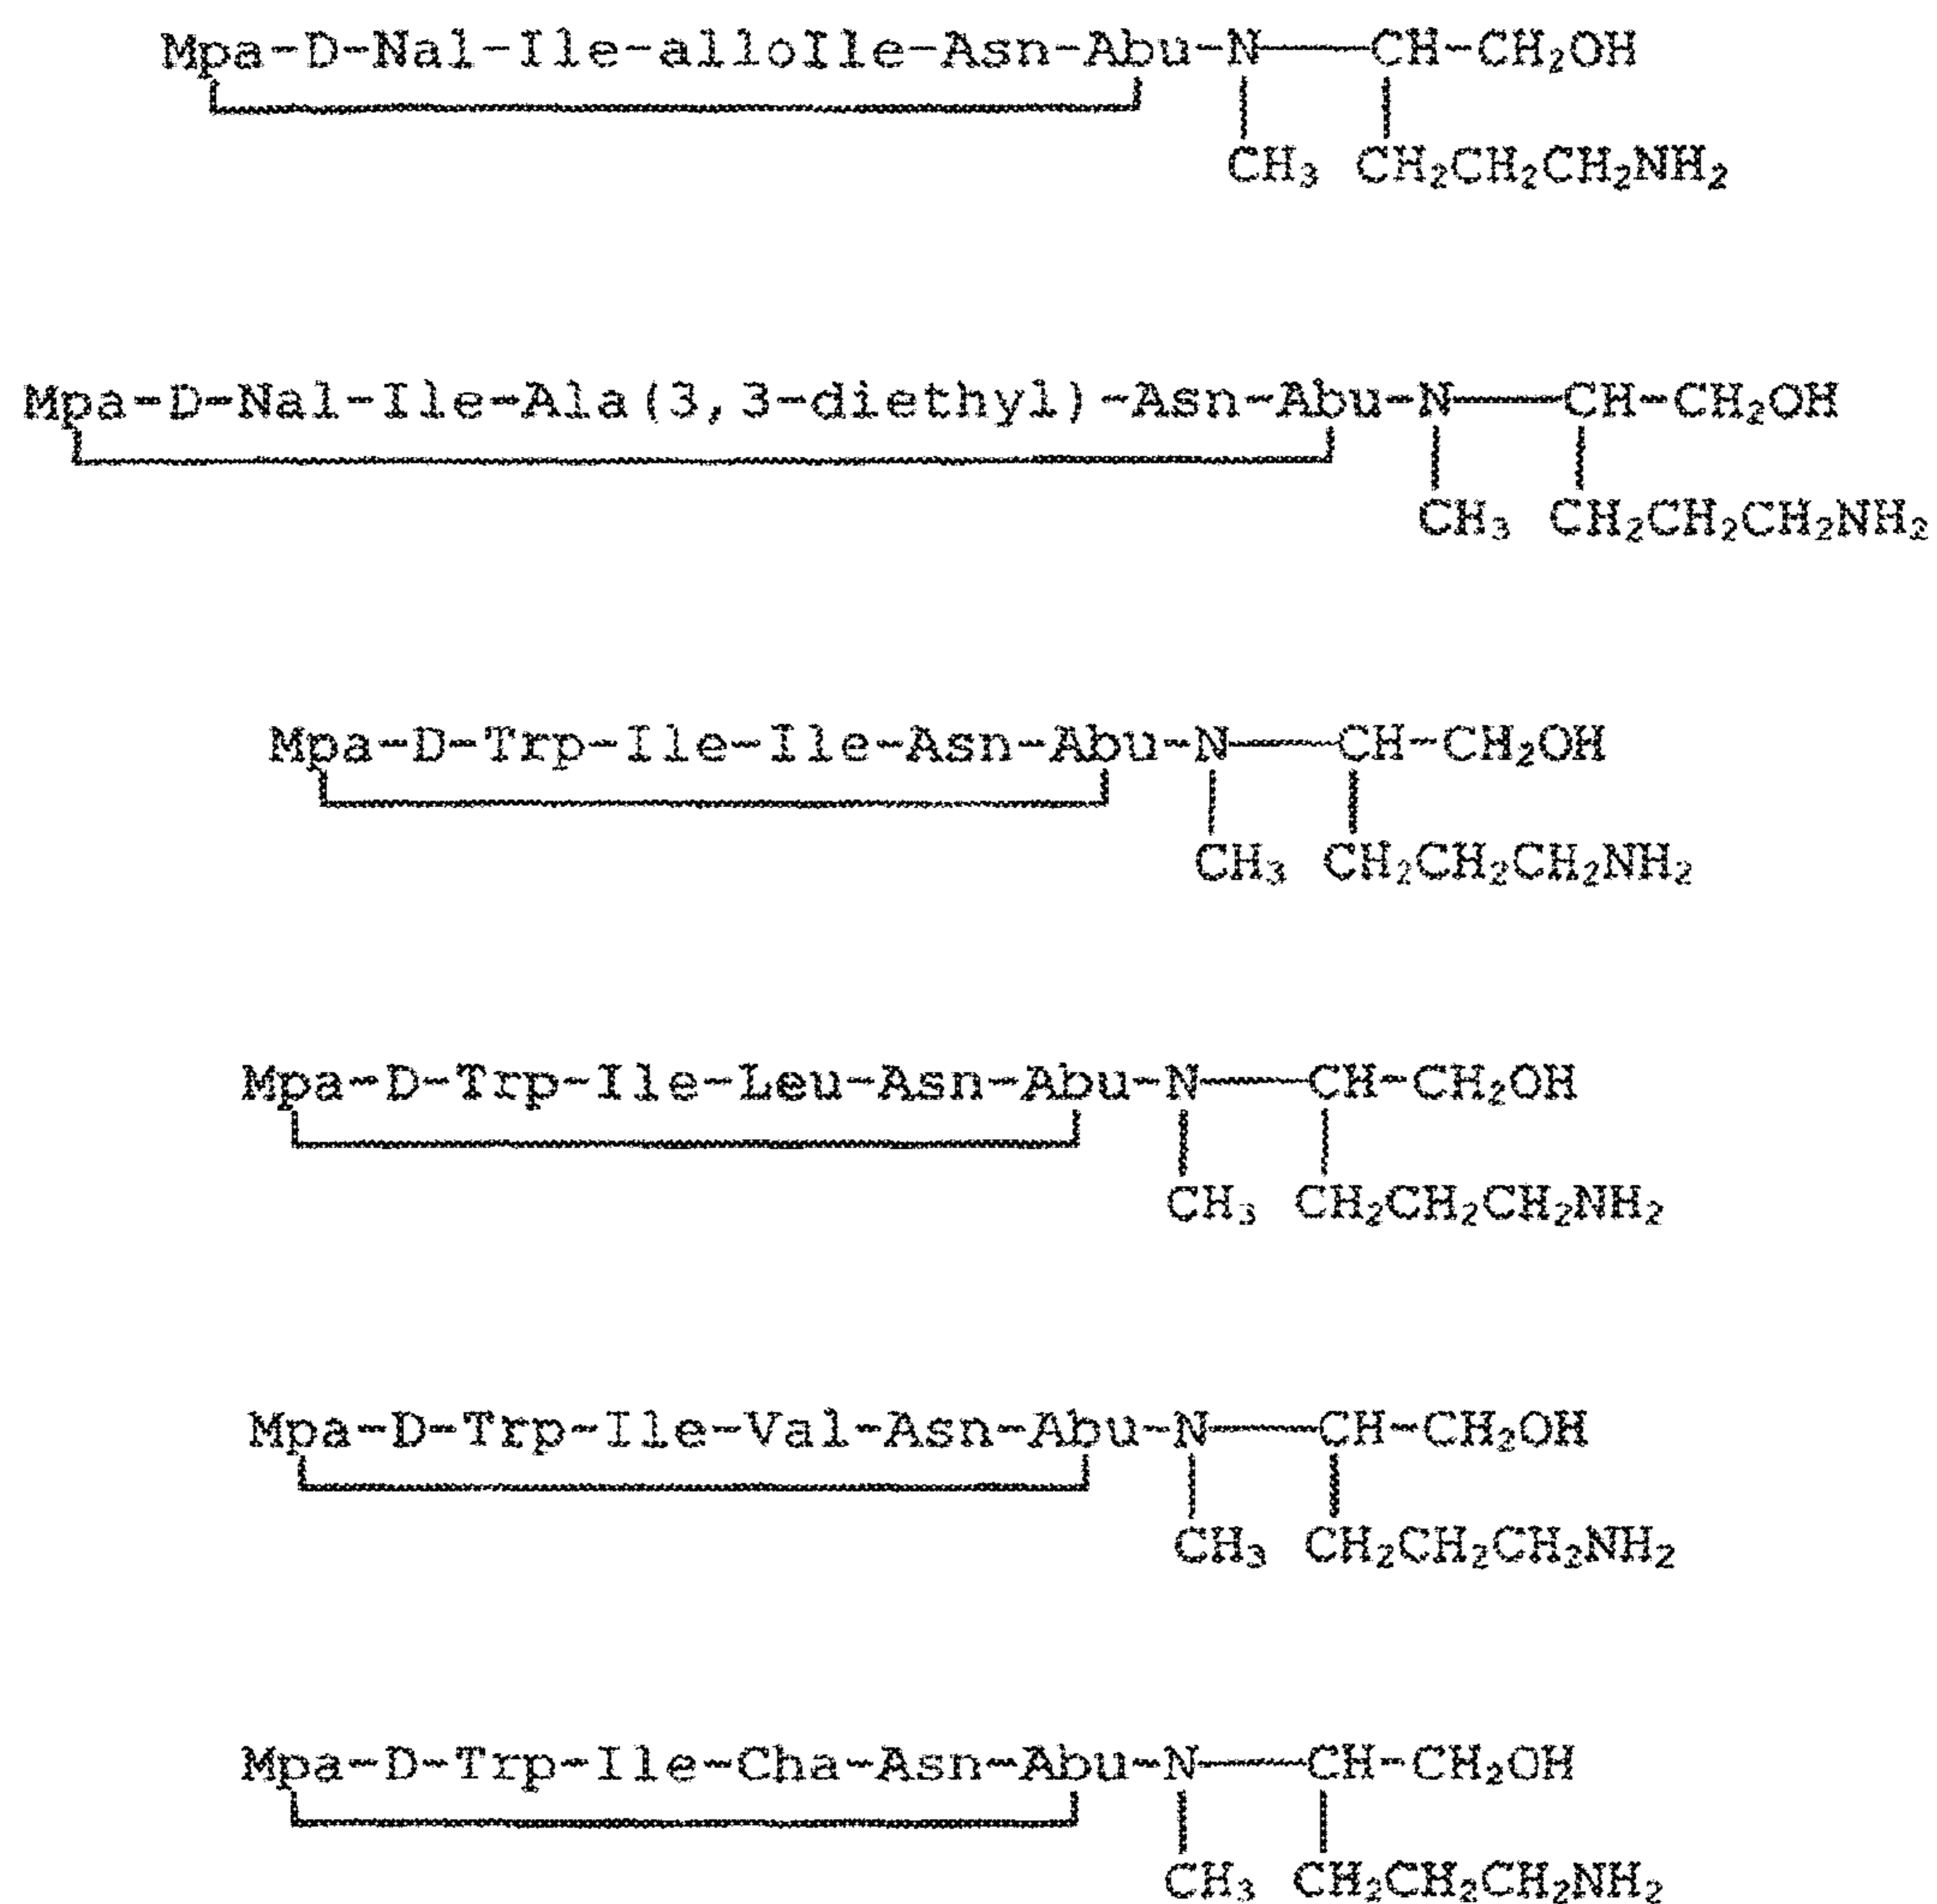 Mpa-D-Nal-Ile-alloIle-Asn-Abu-N—CH-CH₂OH
CH₃ CH₂CH₂CH₂NH₂
Mpa-D-Nal-Ile-Ala(3,3-diethyl)-Asn-Abu-N—CH-CH₂OH
CH₃ CH₂CH₂CH₂NH₂
Mpa-D-Trp-Ile-Ile-Asn-Abu-N—CH-CH₂OH
CH₃ CH₂CH₂CH₂NH₂
Mpa-D-Trp-Ile-Leu-Asn-Abu-N—CH-CH₂OH
CH₃ CH₂CH₂CH₂NH₂
Mpa-D-Trp-Ile-Val-Asn-Abu-N—CH-CH₂OH
CH₃ CH₂CH₂CH₂NH₂
Mpa-D-Trp-Ile-Cha-Asn-Abu-N—CH-CH₂OH
CH₃ CH₂CH₂CH₂NH₂